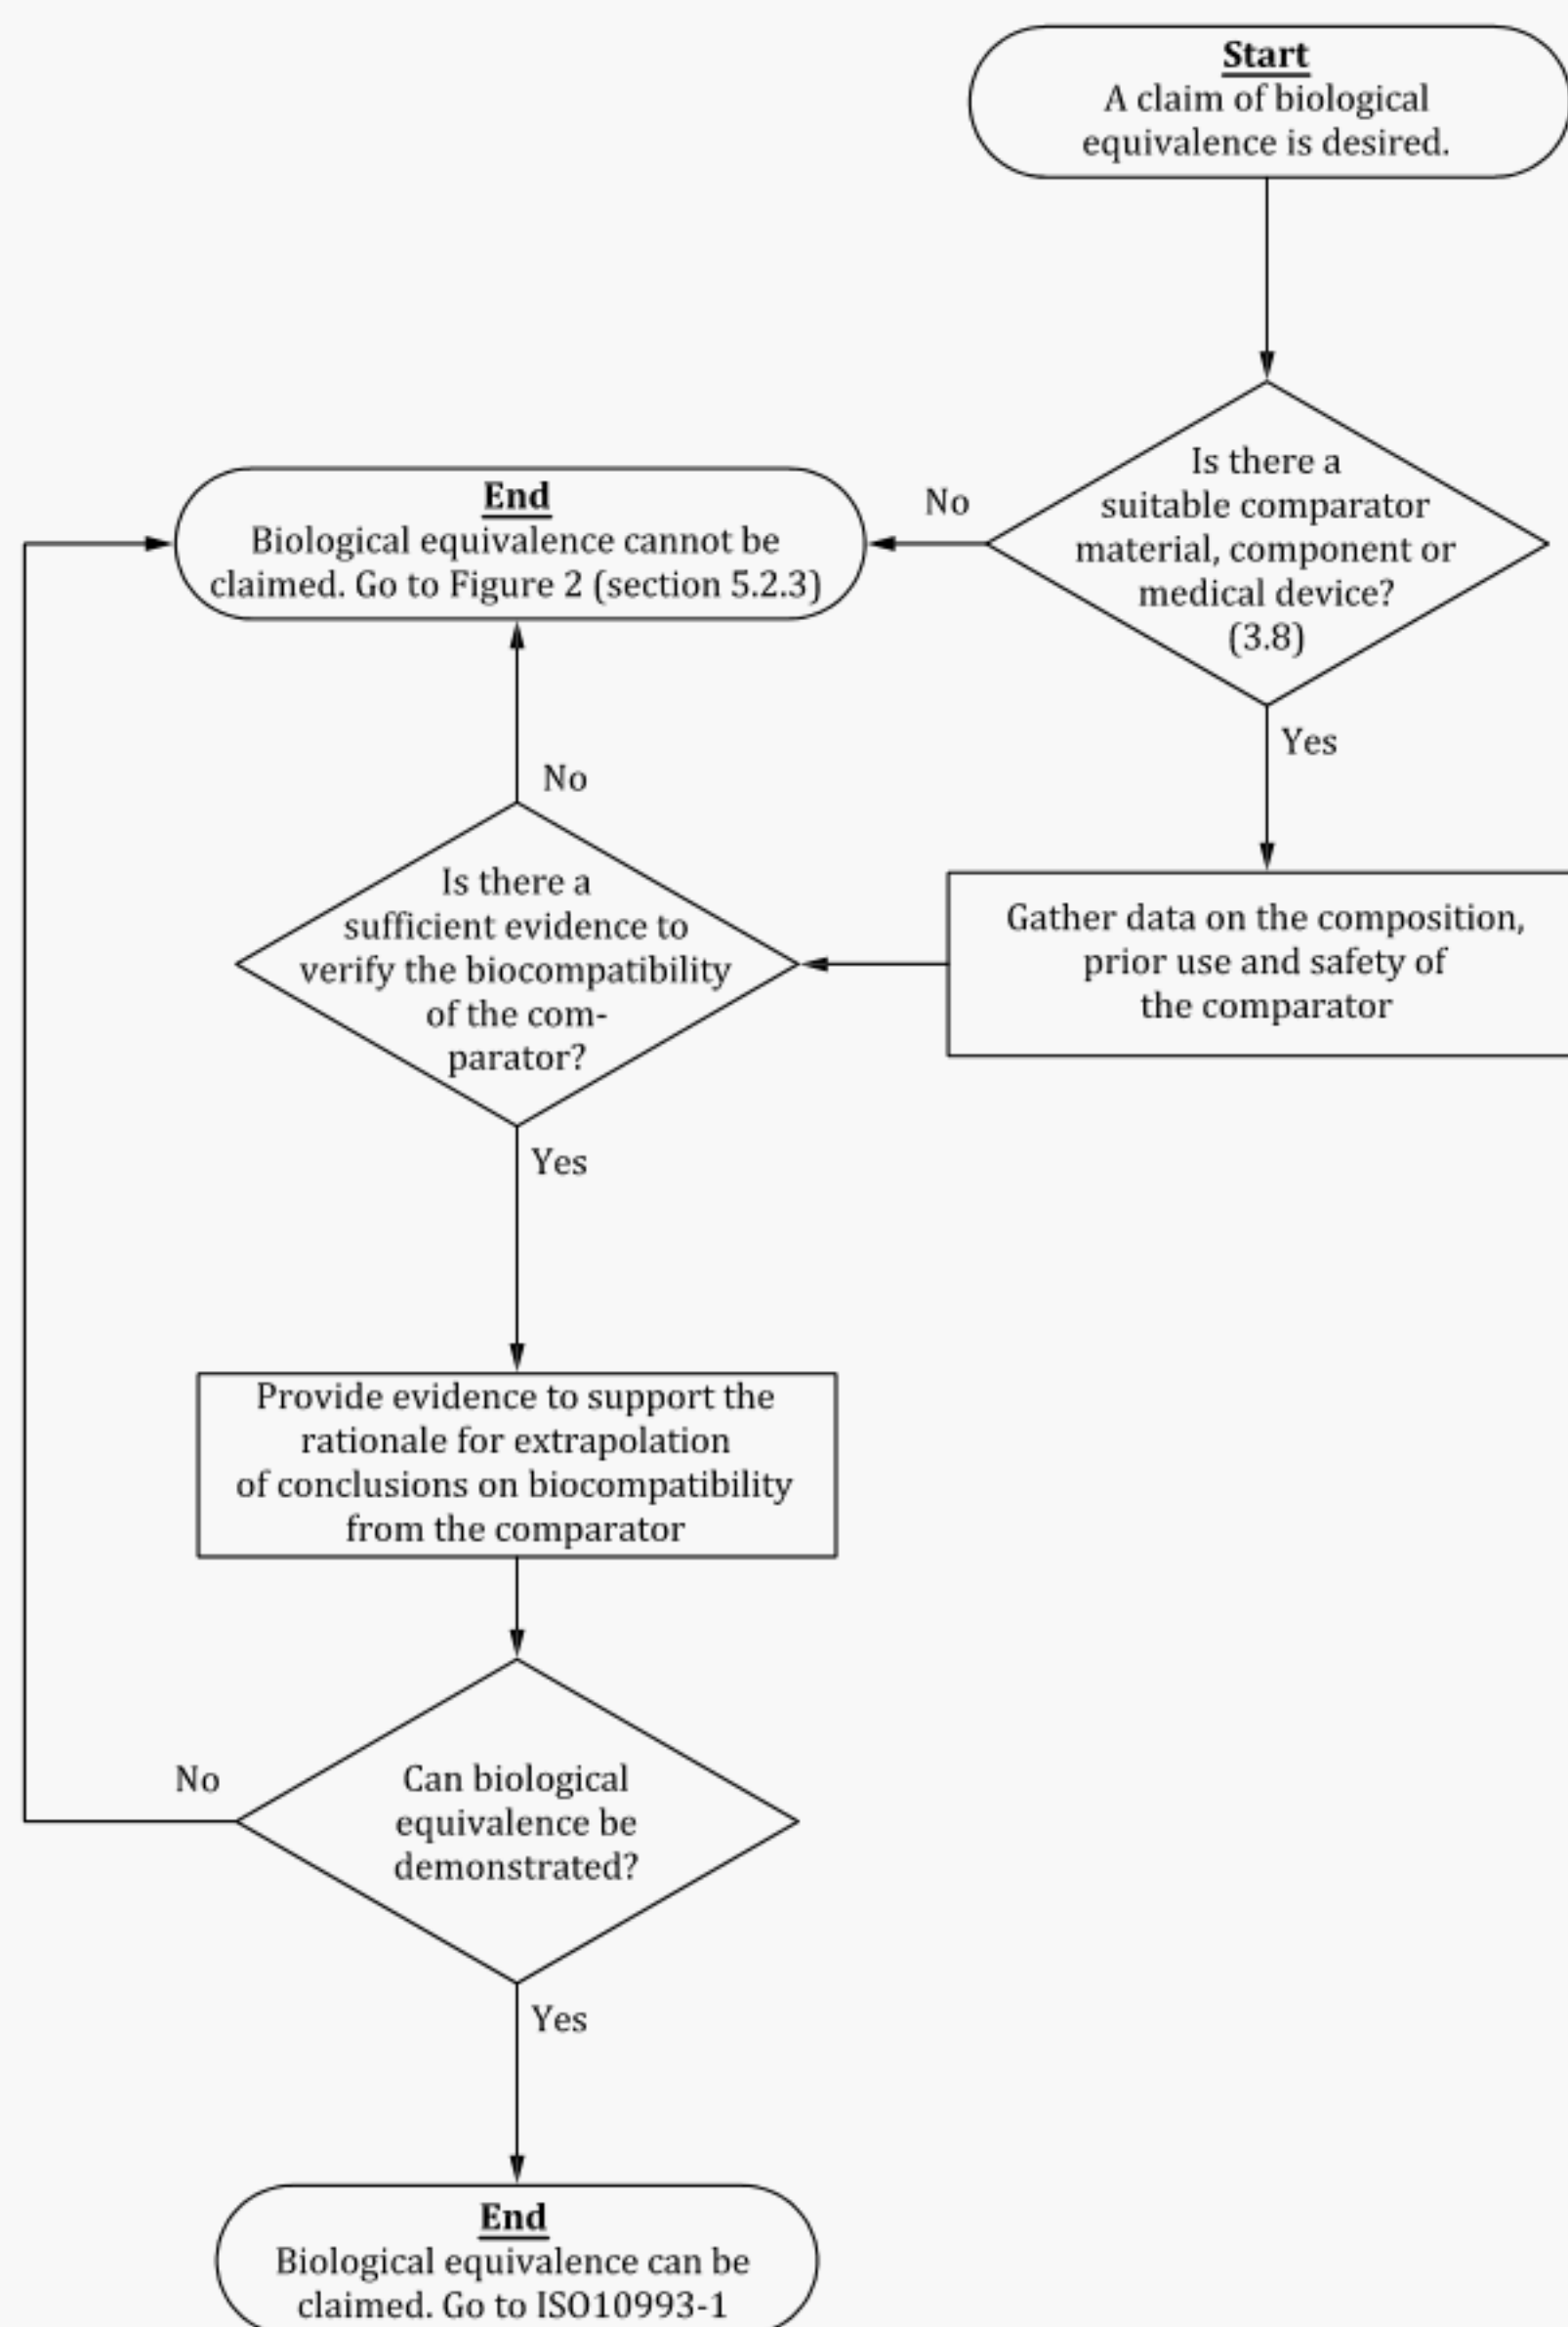 Start
A claim of biological
equivalence is desired.
Is there a
suitable comparator
material, component or
medical device?
(3.8)
No
End
Biological equivalence cannot be
claimed. Go to Figure 2 (section 5.2.3)
Yes
Gather data on the composition,
prior use and safety of
the comparator
No
Is there a
sufficient evidence to
verify the biocompatibility
of the com-
parator?
Yes
Provide evidence to support the
rationale for extrapolation
of conclusions on biocompatibility
from the comparator
No
Can biological
equivalence be
demonstrated?
Yes
End
Biological equivalence can be
claimed. Go to ISO10993-1